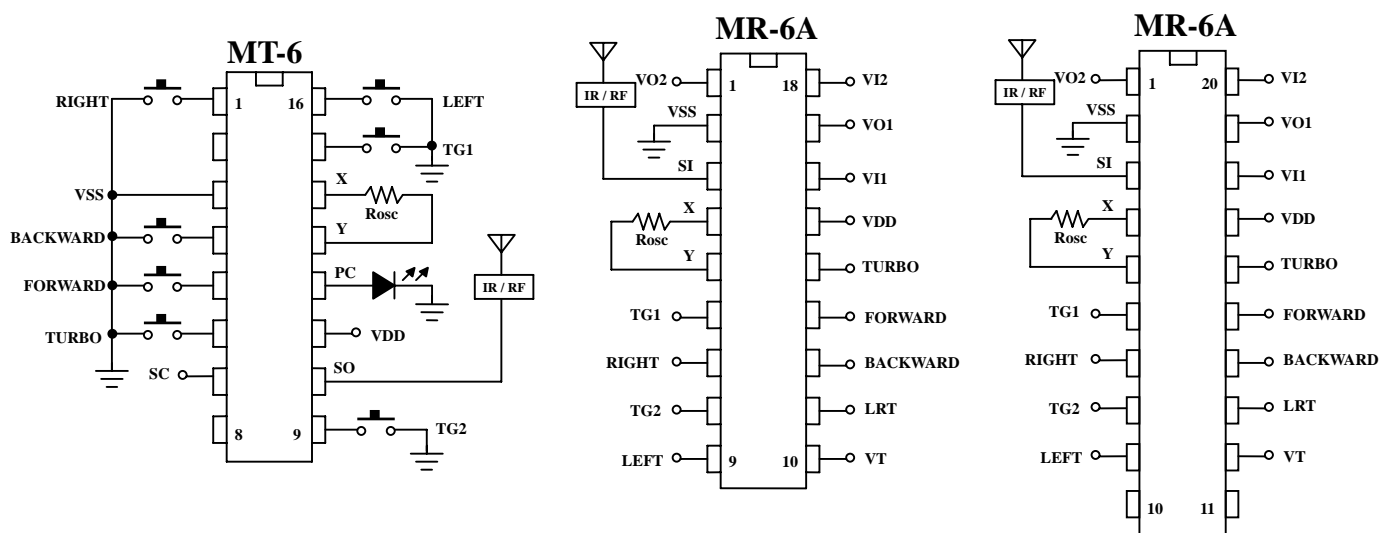 MT-6
RIGHT
1
16
LEFT
TG1
VSS
X
Rosc
BACKWARD
Y
FORWARD
PC
IR / RF
TURBO
VDD
SC
SO
8
9
TG2
MR-6A
VO2
1
18
VI2
IR / RF
VSS
VO1
SI
VI1
X
VDD
Rosc
Y
TURBO
TG1
FORWARD
RIGHT
BACKWARD
TG2
LRT
LEFT
9
10
VT
MR-6A
VO2
1
20
VI2
IR / RF
VSS
VO1
SI
VI1
X
VDD
Rosc
Y
TURBO
TG1
FORWARD
RIGHT
BACKWARD
TG2
LRT
LEFT
VT
10
11